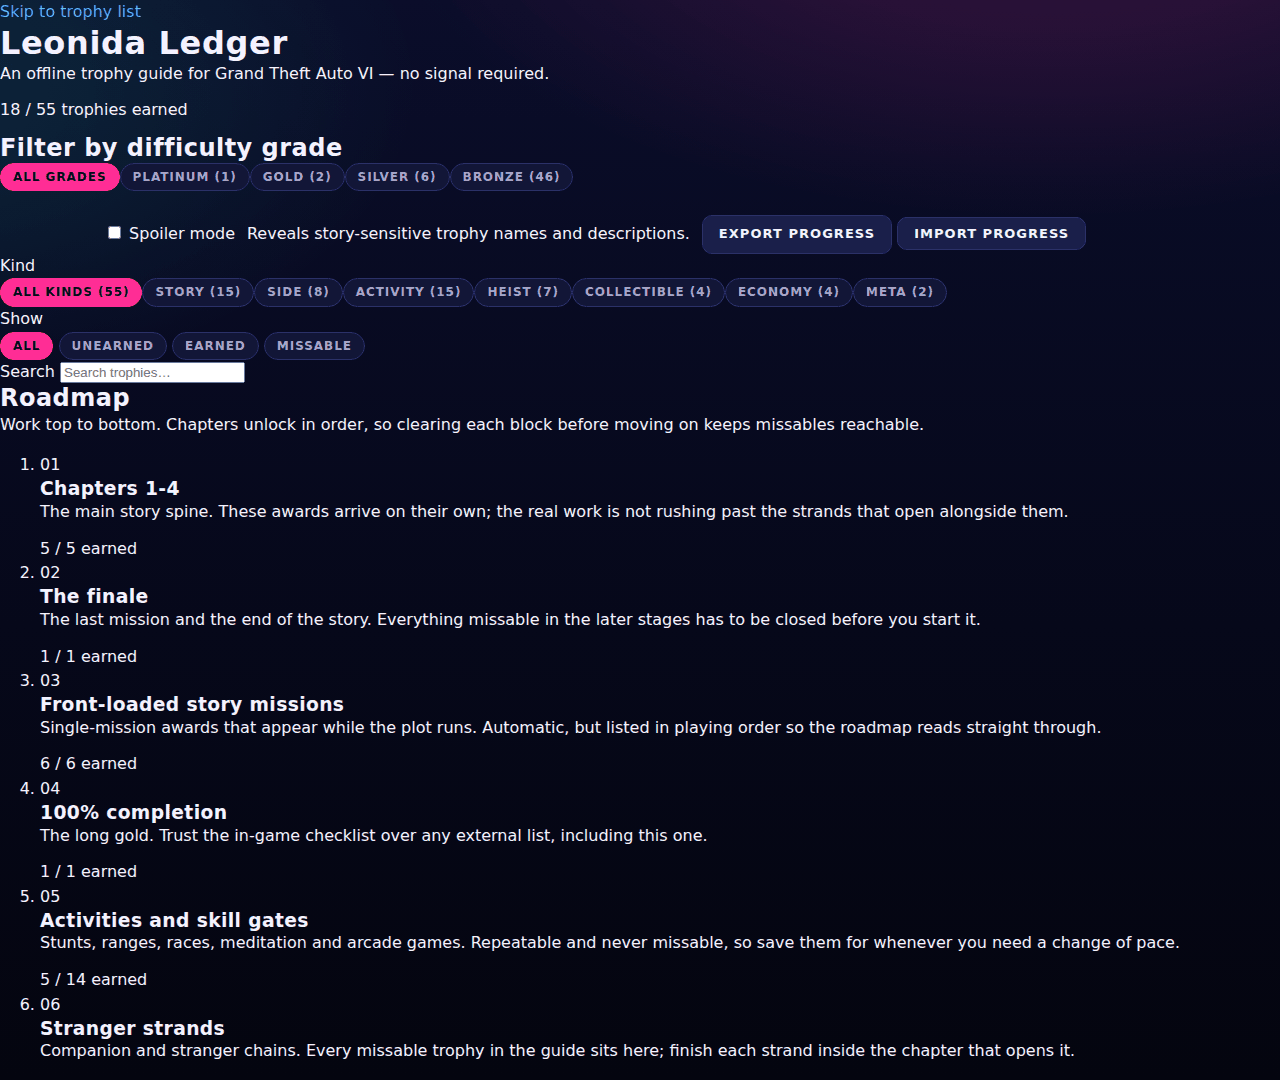 Skip to trophy list
Leonida Ledger
An offline trophy guide for Grand Theft Auto VI — no signal required.
18 / 55 trophies earned
Filter by difficulty grade
ALL GRADES PLATINUM (1) GOLD (2) SILVER (6) BRONZE (46)
Spoiler mode Reveals story-sensitive trophy names and descriptions. EXPORT PROGRESS IMPORT PROGRESS
Kind
ALL KINDS (55) STORY (15) SIDE (8) ACTIVITY (15) HEIST (7) COLLECTIBLE (4) ECONOMY (4) META (2)
Show
ALL UNEARNED EARNED MISSABLE
Search Search trophies…
Roadmap
Work top to bottom. Chapters unlock in order, so clearing each block before moving on keeps missables reachable.
1. 01
Chapters 1-4
The main story spine. These awards arrive on their own; the real work is not rushing past the strands that open alongside them.
5 / 5 earned
2. 02
The finale
The last mission and the end of the story. Everything missable in the later stages has to be closed before you start it.
1 / 1 earned
3. 03
Front-loaded story missions
Single-mission awards that appear while the plot runs. Automatic, but listed in playing order so the roadmap reads straight through.
6 / 6 earned
4. 04
100% completion
The long gold. Trust the in-game checklist over any external list, including this one.
1 / 1 earned
5. 05
Activities and skill gates
Stunts, ranges, races, meditation and arcade games. Repeatable and never missable, so save them for whenever you need a change of pace.
5 / 14 earned
6. 06
Stranger strands
Companion and stranger chains. Every missable trophy in the guide sits here; finish each strand inside the chapter that opens it.